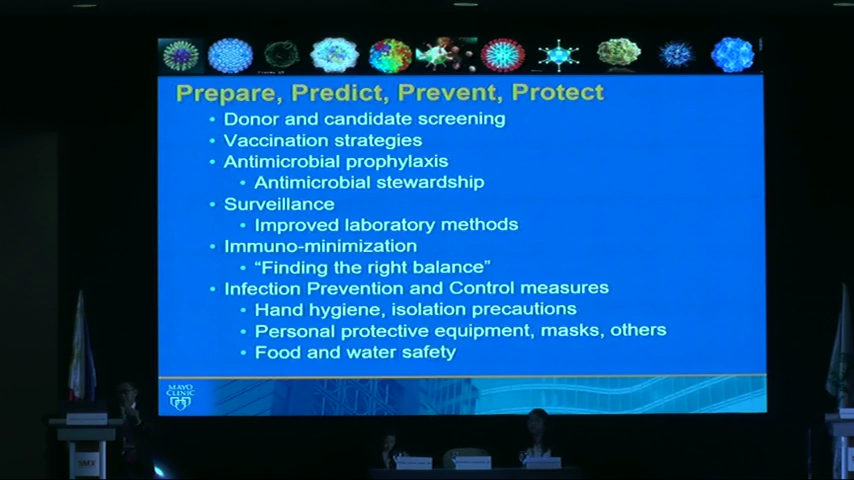 Prepare, Predict, Prevent, Protect
• Donor and candidate screening
• Vaccination strategies
• Antimicrobial prophylaxis
• Antimicrobial stewardship
• Surveillance
• Improved laboratory methods
• Immuno-minimization
• “Finding the right balance”
• Infection Prevention and Control measures
• Hand hygiene, isolation precautions
• Personal protective equipment, masks, others
• Food and water safety
MAYO
CLINIC
SMX